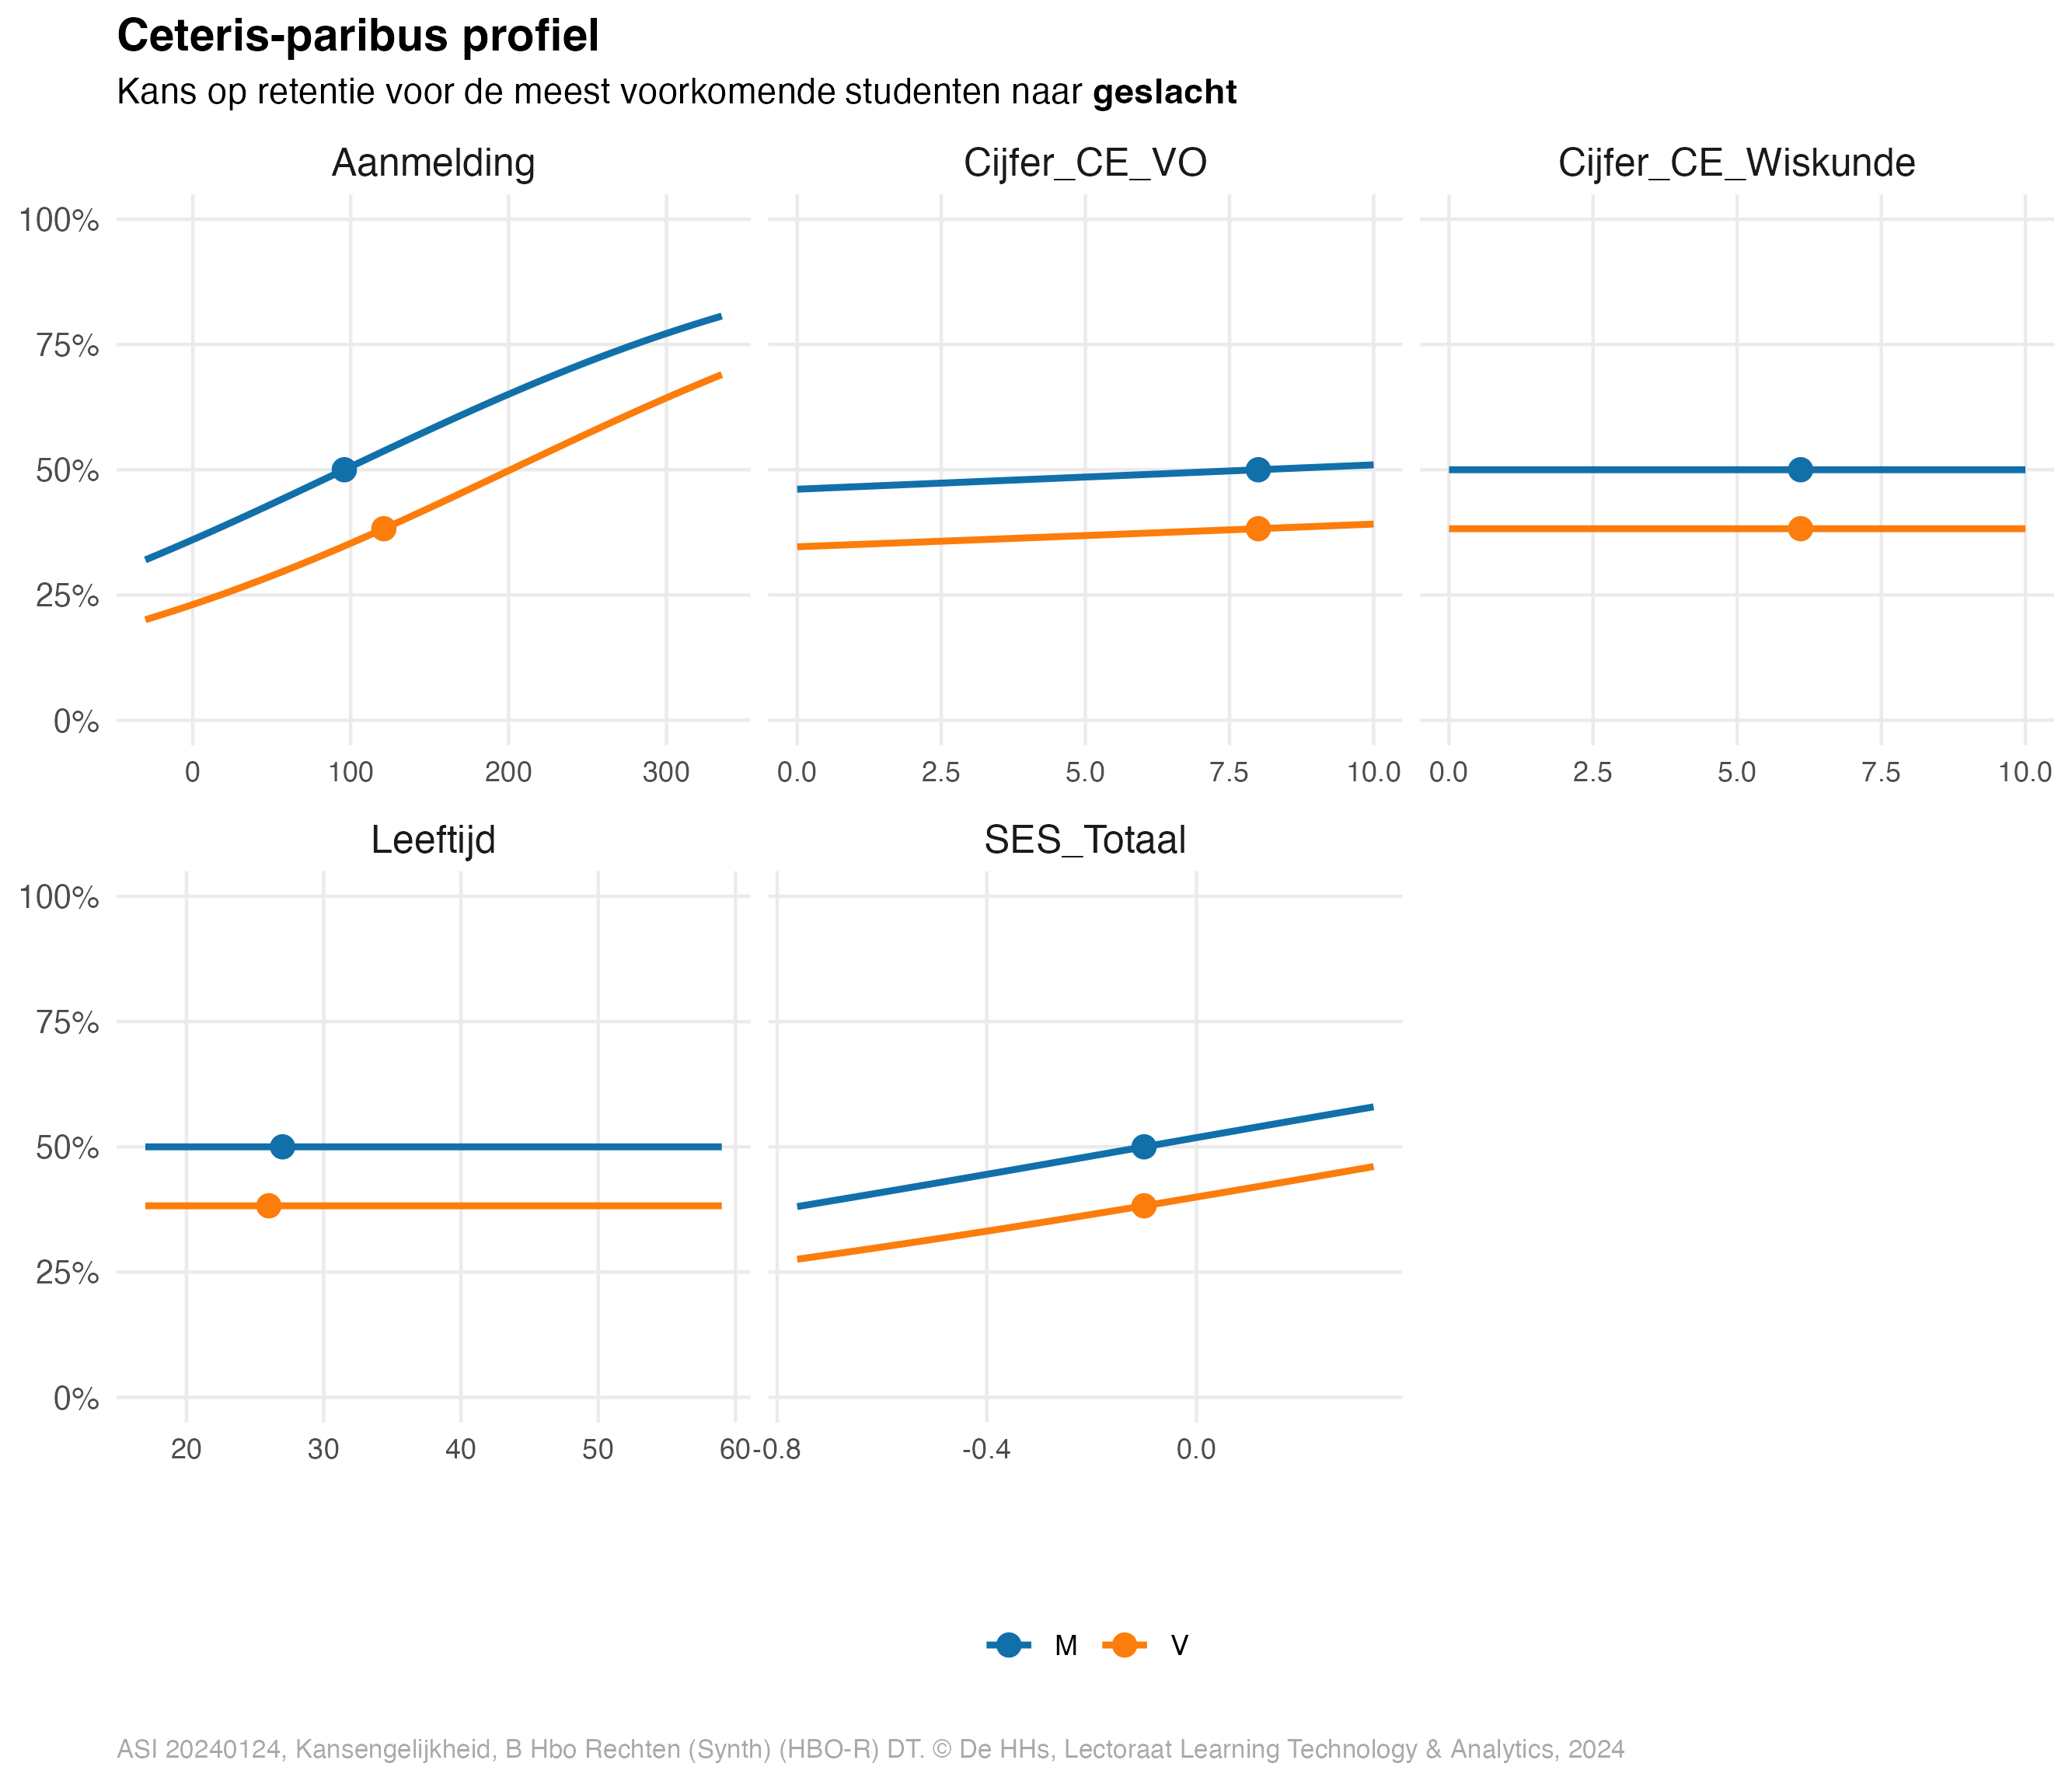 Ceteris-paribus profiel
Kans op retentie voor de meest voorkomende studenten naar geslacht
Aanmelding
Cijfer_CE_VO
Cijfer_CE_Wiskunde
100%
75%
50%
25%
0%
0 100 200 300
0.0 2.5 5.0 7.5 10.0
0.0 2.5 5.0 7.5 10.0
Leeftijd
SES_Totaal
100%
75%
50%
25%
0%
20 30 40 50 60
-0.8 -0.4 0.0
M V
ASI 20240124, Kansengelijkheid, B Hbo Rechten (Synth) (HBO-R) DT. © De HHs, Lectoraat Learning Technology & Analytics, 2024